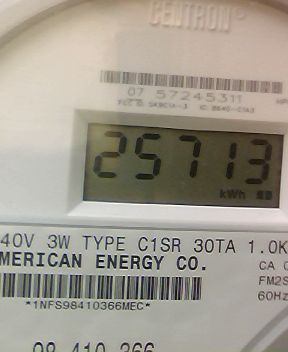 CENTRON®
07 57245311
25713
kWh
40V 3W TYPE C1SR 30TA 1.0K
MERICAN ENERGY CO.
CA 0
FM2S
60Hz
*1NFS98410366MEC*
98 410 366